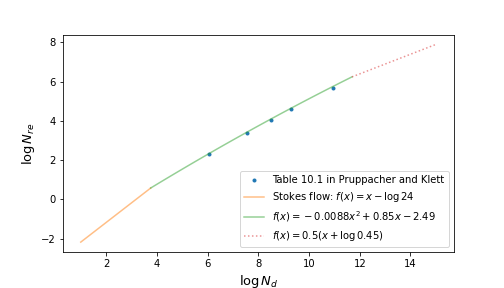 8
6
4
2
0
−2
log N_re
Table 10.1 in Pruppacher and Klett
Stokes flow: f(x) = x − log 24
f(x) = −0.0088x² + 0.85x − 2.49
f(x) = 0.5(x + log 0.45)
2 4 6 8 10 12 14
log N_d